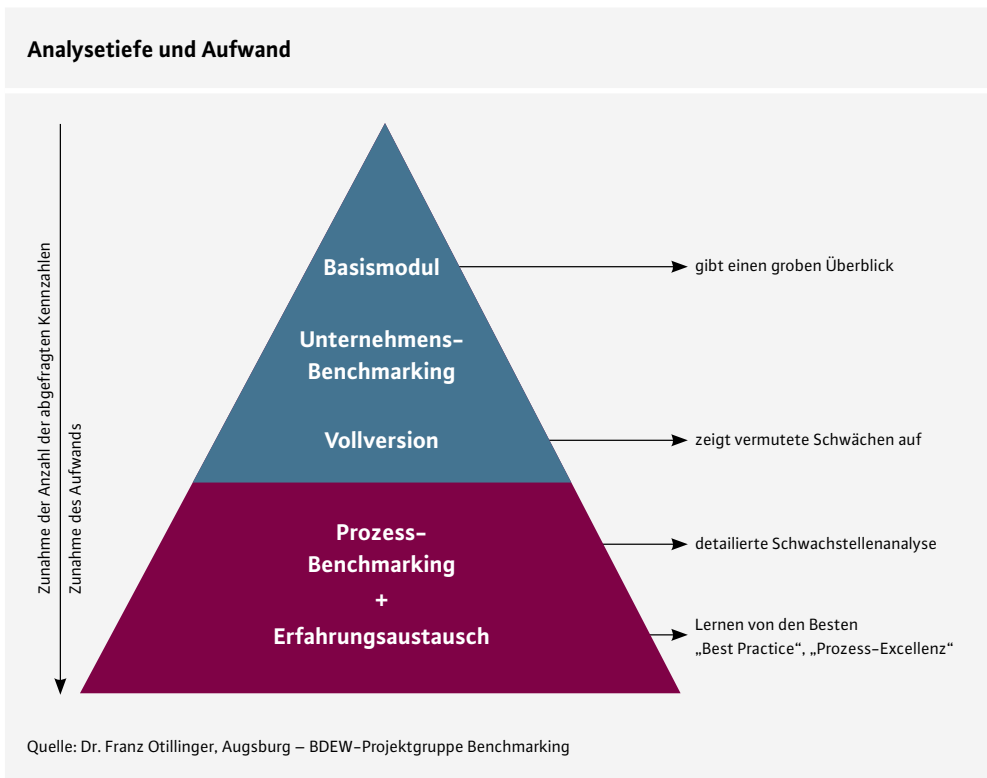 Analysetiefe und Aufwand
Zunahme der Anzahl der abgefragten Kennzahlen
Zunahme des Aufwands
Basismodul
gibt einen groben Überblick
Unternehmens-
Benchmarking
Vollversion
zeigt vermutete Schwächen auf
Prozess-
Benchmarking
+
Erfahrungsaustausch
detailierte Schwachstellenanalyse
Lernen von den Besten
„Best Practice“, „Prozess-Excellenz“
Quelle: Dr. Franz Otillinger, Augsburg – BDEW-Projektgruppe Benchmarking